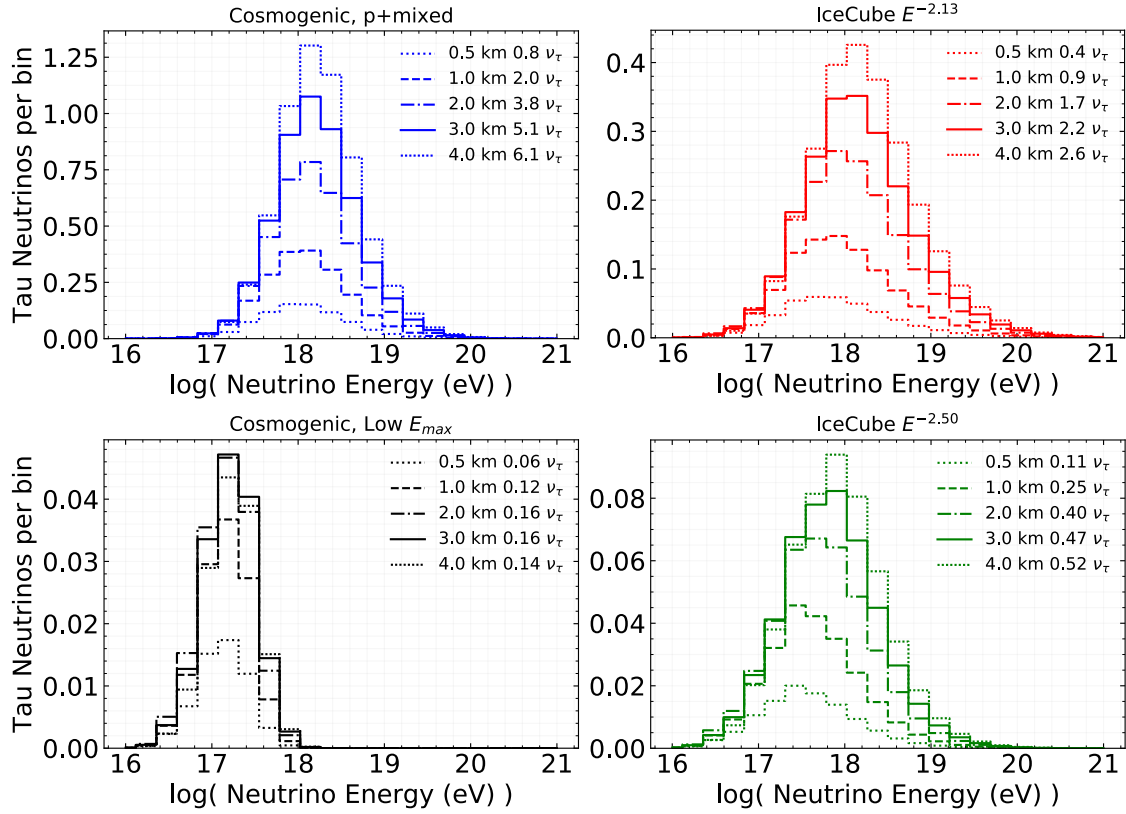 Cosmogenic, p+mixed
Tau Neutrinos per bin
1.25
1.00
0.75
0.50
0.25
0.00
0.5 km 0.8 ντ
1.0 km 2.0 ντ
2.0 km 3.8 ντ
3.0 km 5.1 ντ
4.0 km 6.1 ντ
16 17 18 19 20 21
log( Neutrino Energy (eV) )
IceCube E⁻²·¹³
0.4
0.3
0.2
0.1
0.0
0.5 km 0.4 ντ
1.0 km 0.9 ντ
2.0 km 1.7 ντ
3.0 km 2.2 ντ
4.0 km 2.6 ντ
16 17 18 19 20 21
log( Neutrino Energy (eV) )
Cosmogenic, Low Emax
Tau Neutrinos per bin
0.04
0.03
0.02
0.01
0.00
0.5 km 0.06 ντ
1.0 km 0.12 ντ
2.0 km 0.16 ντ
3.0 km 0.16 ντ
4.0 km 0.14 ντ
16 17 18 19 20 21
log( Neutrino Energy (eV) )
IceCube E⁻²·⁵⁰
0.08
0.06
0.04
0.02
0.00
0.5 km 0.11 ντ
1.0 km 0.25 ντ
2.0 km 0.40 ντ
3.0 km 0.47 ντ
4.0 km 0.52 ντ
16 17 18 19 20 21
log( Neutrino Energy (eV) )